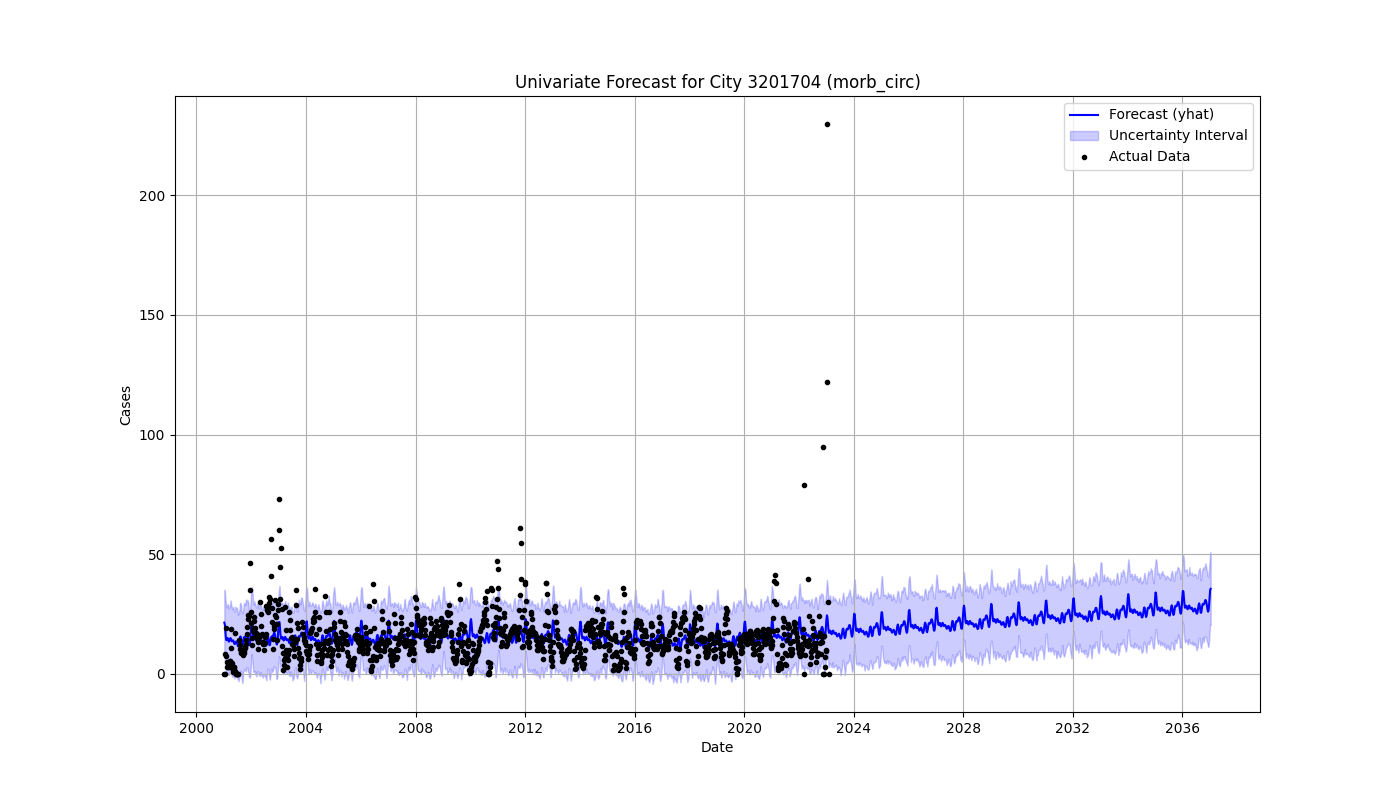 Univariate Forecast for City 3201704 (morb_circ)
Forecast (yhat)
Uncertainty Interval
Actual Data
200
150
100
50
0
Cases
2000 2004 2008 2012 2016 2020 2024 2028 2032 2036
Date